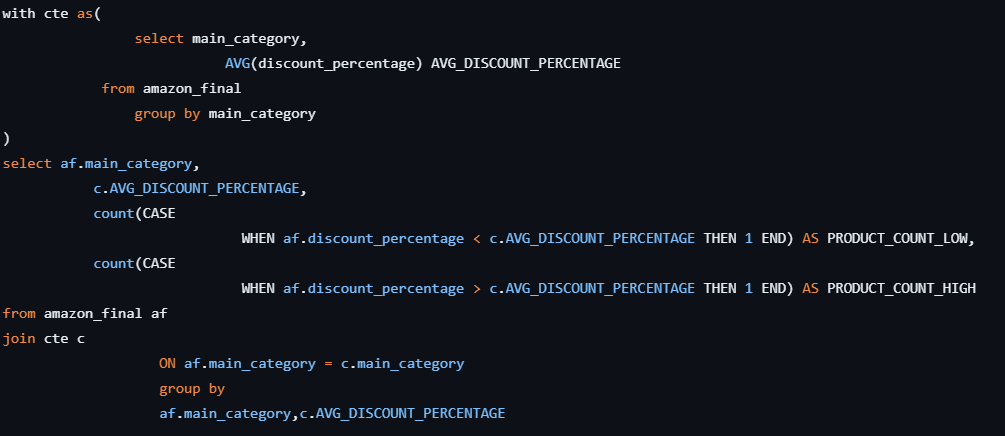 with cte as(
select main_category,
AVG(discount_percentage) AVG_DISCOUNT_PERCENTAGE
from amazon_final
group by main_category
)
select af.main_category,
c.AVG_DISCOUNT_PERCENTAGE,
count(CASE
WHEN af.discount_percentage < c.AVG_DISCOUNT_PERCENTAGE THEN 1 END) AS PRODUCT_COUNT_LOW,
count(CASE
WHEN af.discount_percentage > c.AVG_DISCOUNT_PERCENTAGE THEN 1 END) AS PRODUCT_COUNT_HIGH
from amazon_final af
join cte c
ON af.main_category = c.main_category
group by
af.main_category,c.AVG_DISCOUNT_PERCENTAGE